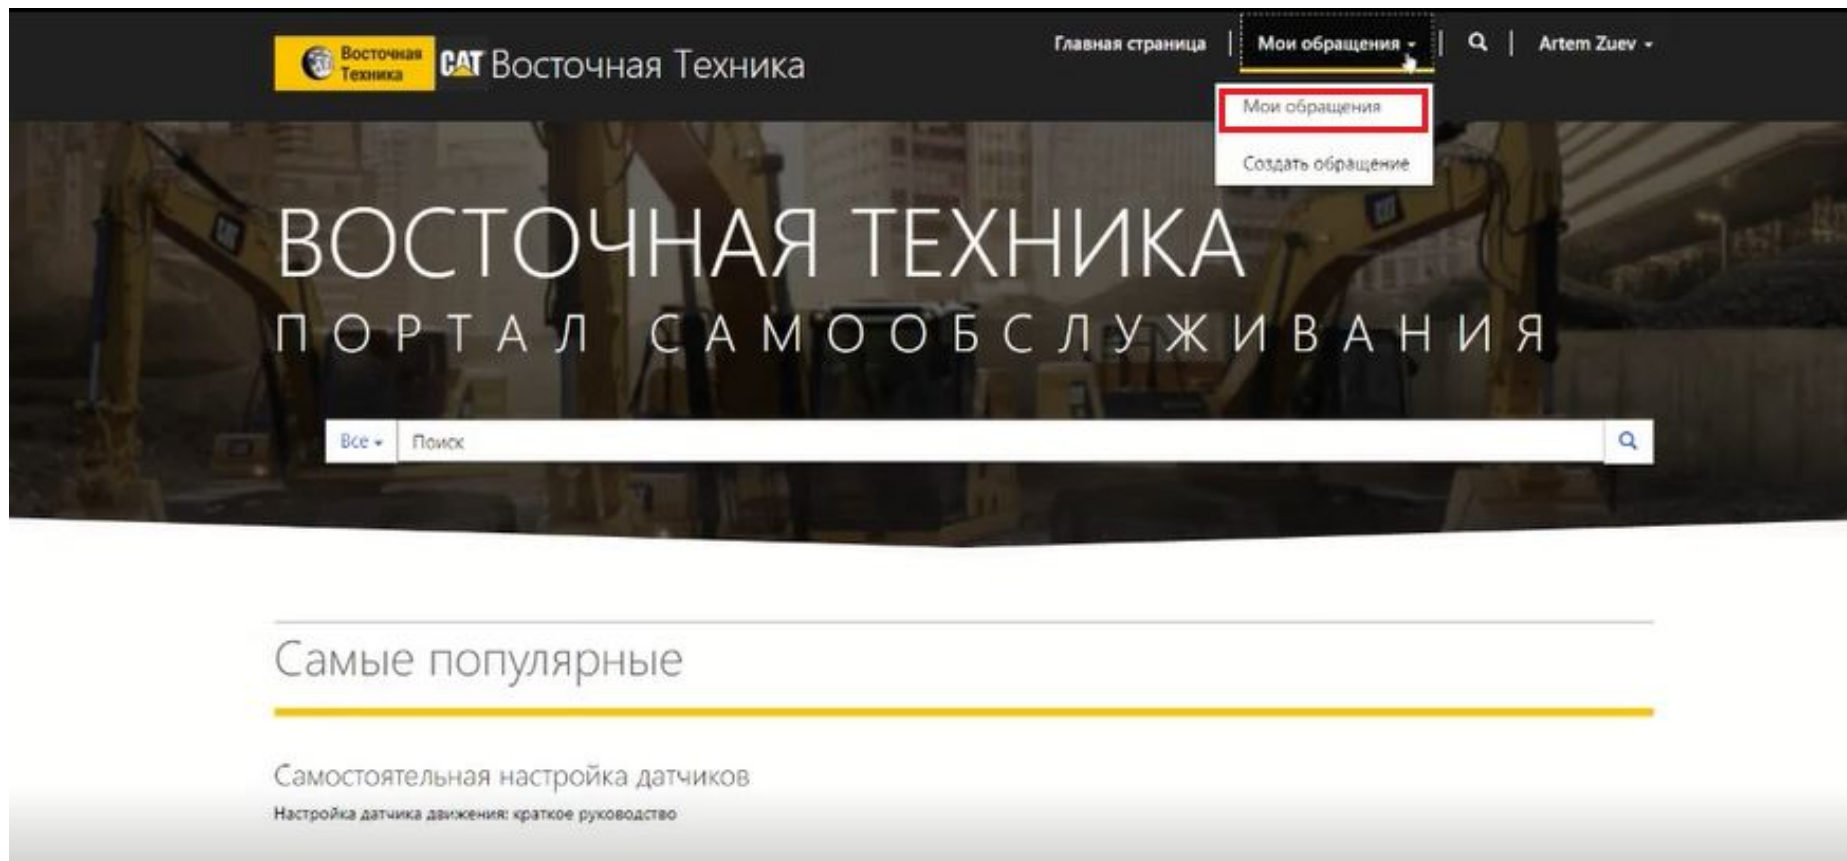 Восточная
Техника
CAT Восточная Техника
Главная страница
Мои обращения
Artem Zuev
Мои обращения
Создать обращение
ВОСТОЧНАЯ ТЕХНИКА
ПОРТАЛ САМООБСЛУЖИВАНИЯ
Все
Поиск
Самые популярные
Самостоятельная настройка датчиков
Настройка датчика движения: краткое руководство